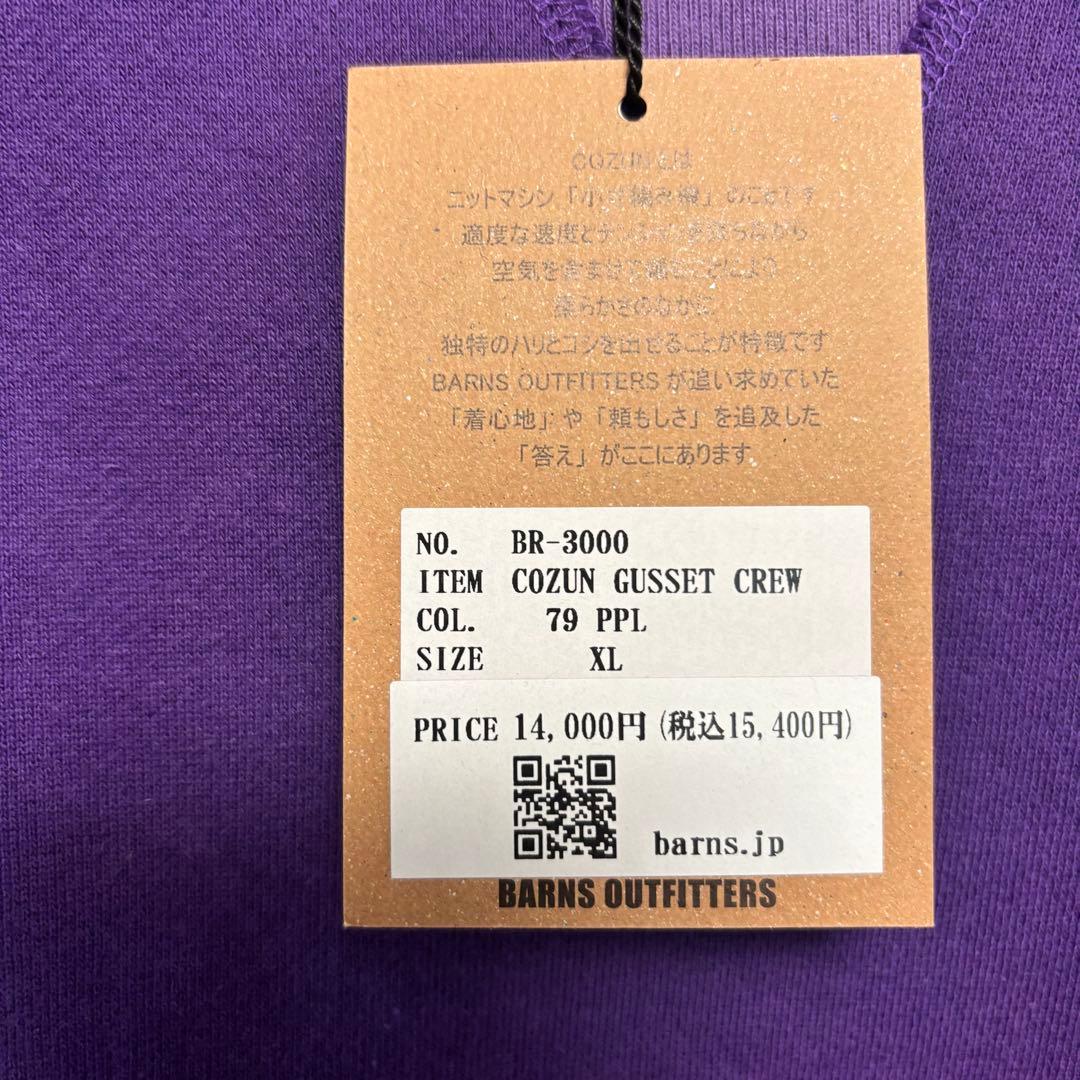 COZUNとは
ニットマシン「小寸編み機」のことです
適度な速度とテンションを保ちながら
空気を含ませて編むことにより
柔らかさのなかに
独特のハリとコシを出せることが特徴です
BARNS OUTFITTERS が追い求めていた
「着心地」や「頼もしさ」を追及した
「答え」がここにあります
NO. BR-3000
ITEM COZUN GUSSET CREW
COL. 79 PPL
SIZE XL
PRICE 14,000円(税込15,400円)
barns.jp
BARNS OUTFITTERS